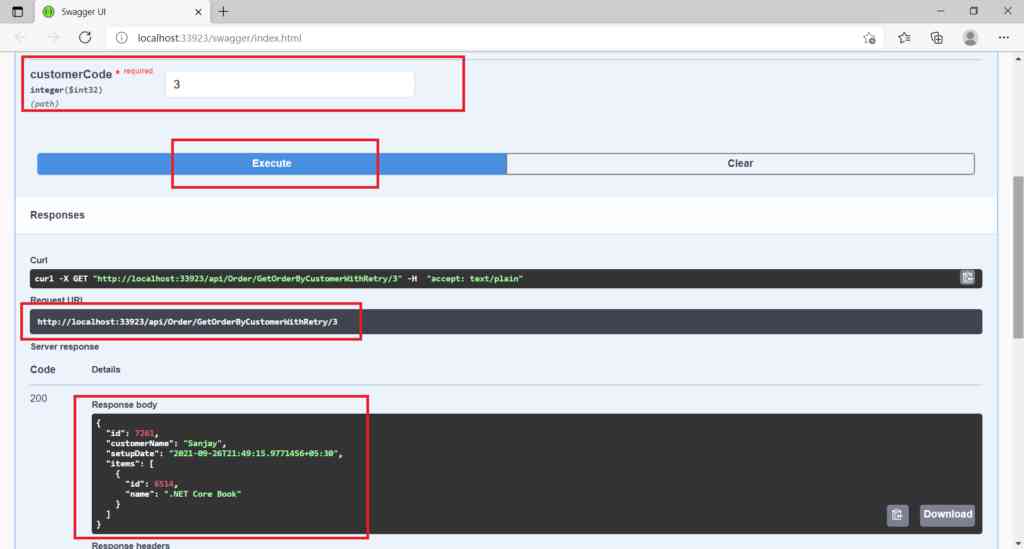 Swagger UI
localhost:33923/swagger/index.html
customerCode * required
integer($int32)
(path)
3
Execute
Clear
Responses
Curl
curl -X GET "http://localhost:33923/api/Order/GetOrderByCustomerWithRetry/3" -H  "accept: text/plain"
Request URL
http://localhost:33923/api/Order/GetOrderByCustomerWithRetry/3
Server response
Code
Details
200
Response body
{
  "id": 7261,
  "customerName": "Sanjay",
  "setupDate": "2021-09-26T21:49:15.9771456+05:30",
  "items": [
    {
      "id": 6514,
      "name": ".NET Core Book"
    }
  ]
}
Download
Response headers